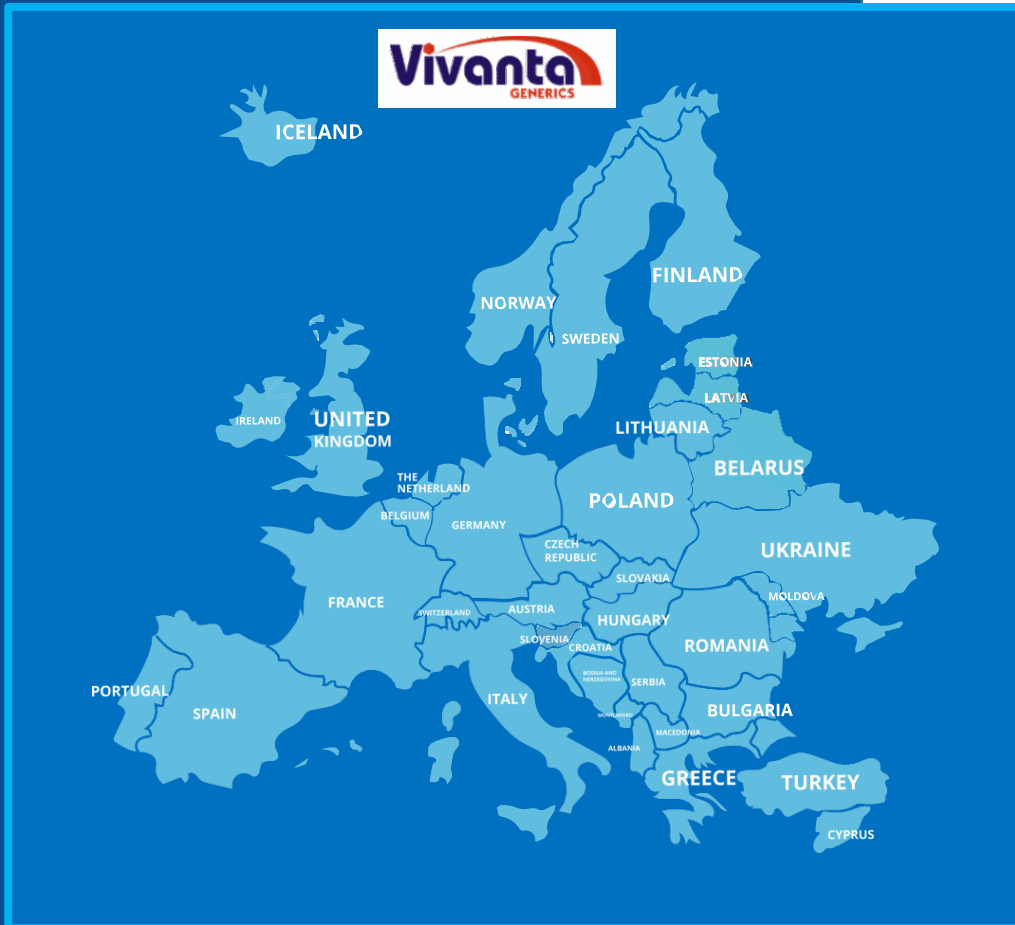 Vivanta
GENERICS
ICELAND
FINLAND
NORWAY
SWEDEN
ESTONIA
LATVIA
IRELAND
UNITED
KINGDOM
LITHUANIA
BELARUS
THE
NETHERLAND
BELGIUM
GERMANY
POLAND
CZECH
REPUBLIC
UKRAINE
SLOVAKIA
MOLDOVA
FRANCE
SWITZERLAND
AUSTRIA
HUNGARY
SLOVENIA
CROATIA
ROMANIA
BOSNIA AND
HERZEGOVINA
SERBIA
PORTUGAL
SPAIN
ITALY
MONTENEGRO
BULGARIA
MACEDONIA
ALBANIA
GREECE
TURKEY
CYPRUS